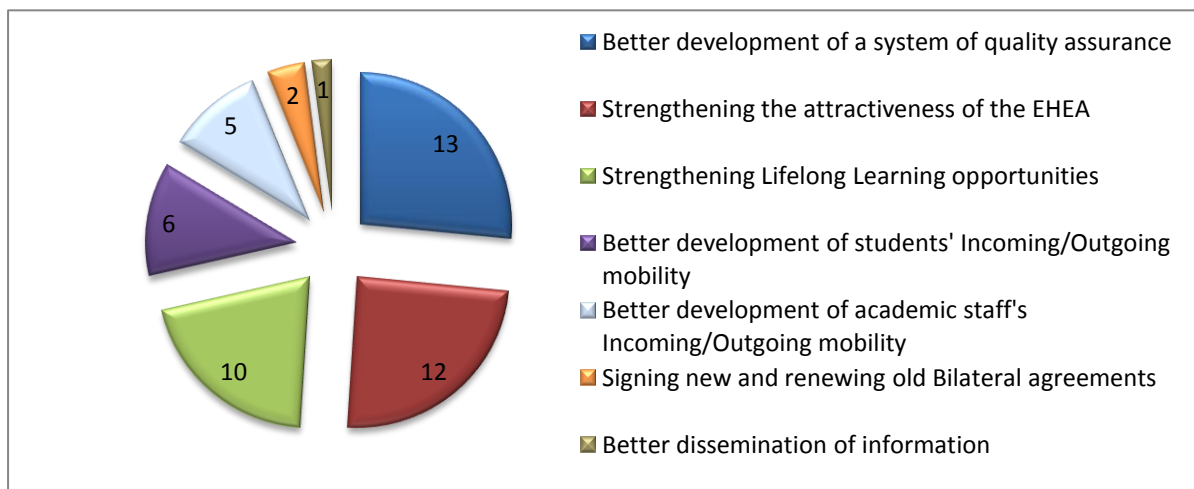 13
12
10
6
5
2
1
Better development of a system of quality assurance
Strengthening the attractiveness of the EHEA
Strengthening Lifelong Learning opportunities
Better development of students' Incoming/Outgoing
mobility
Better development of academic staff's
Incoming/Outgoing mobility
Signing new and renewing old Bilateral agreements
Better dissemination of information